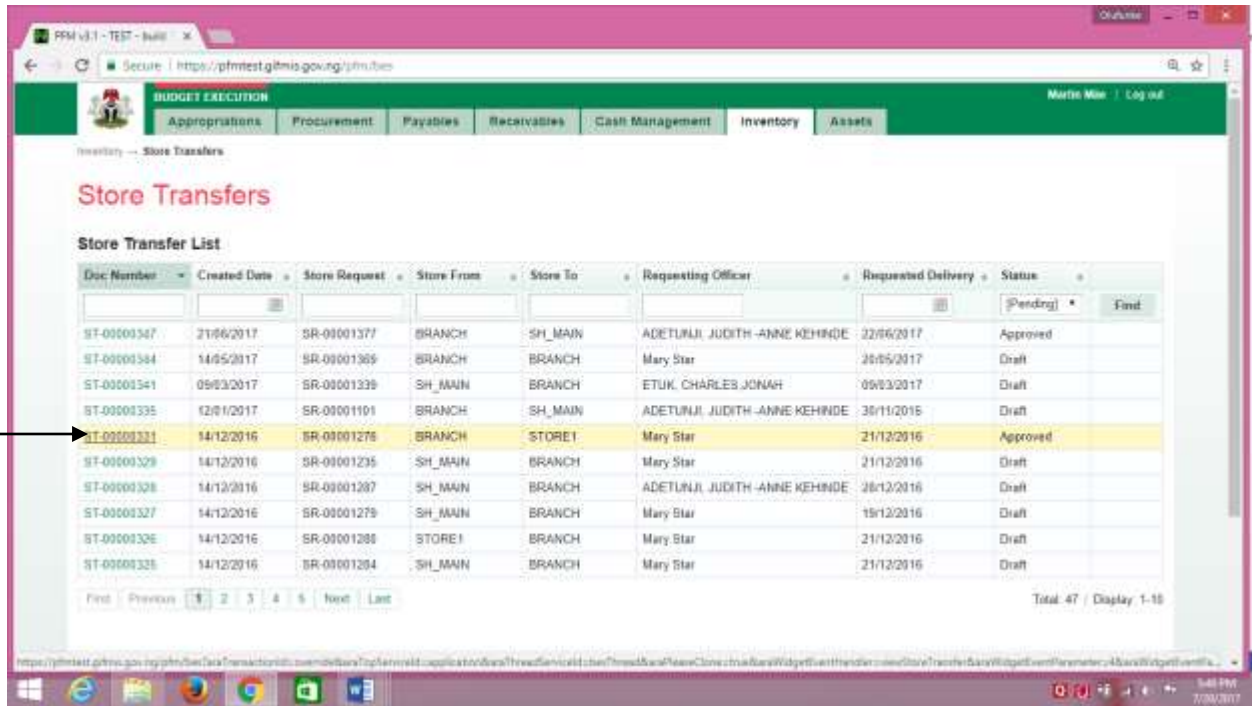 PFM v3.1 - TEST - build
Secure https://pfmtest.gifmis.gov.ng/pfm/bes
BUDGET EXECUTION
Martin Mine | Log out
Appropriations Procurement Payables Receivables Cash Management Inventory Assets
Inventory → Store Transfers
Store Transfers
Store Transfer List
Doc Number Created Date Store Request Store From Store To Requesting Officer Requested Delivery Status
[Pending] Find
ST-00000347 21/06/2017 SR-00001377 BRANCH SH_MAIN ADETUNJI, JUDITH -ANNE KEHINDE 22/06/2017 Approved
ST-00000344 14/05/2017 SR-00001369 BRANCH BRANCH Mary Star 20/05/2017 Draft
ST-00000341 09/03/2017 SR-00001339 SH_MAIN BRANCH ETUK, CHARLES JONAH 09/03/2017 Draft
ST-00000335 12/01/2017 SR-00001101 BRANCH SH_MAIN ADETUNJI, JUDITH -ANNE KEHINDE 30/11/2016 Draft
ST-00000331 14/12/2016 SR-00001276 BRANCH STORE1 Mary Star 21/12/2016 Approved
ST-00000329 14/12/2016 SR-00001235 SH_MAIN BRANCH Mary Star 21/12/2016 Draft
ST-00000328 14/12/2016 SR-00001287 SH_MAIN BRANCH ADETUNJI, JUDITH -ANNE KEHINDE 28/12/2016 Draft
ST-00000327 14/12/2016 SR-00001279 SH_MAIN BRANCH Mary Star 19/12/2016 Draft
ST-00000326 14/12/2016 SR-00001288 STORE1 BRANCH Mary Star 21/12/2016 Draft
ST-00000325 14/12/2016 SR-00001284 SH_MAIN BRANCH Mary Star 21/12/2016 Draft
First Previous 1 2 3 4 5 Next Last Total: 47 / Display: 1-10
5:48 PM
7/20/2017